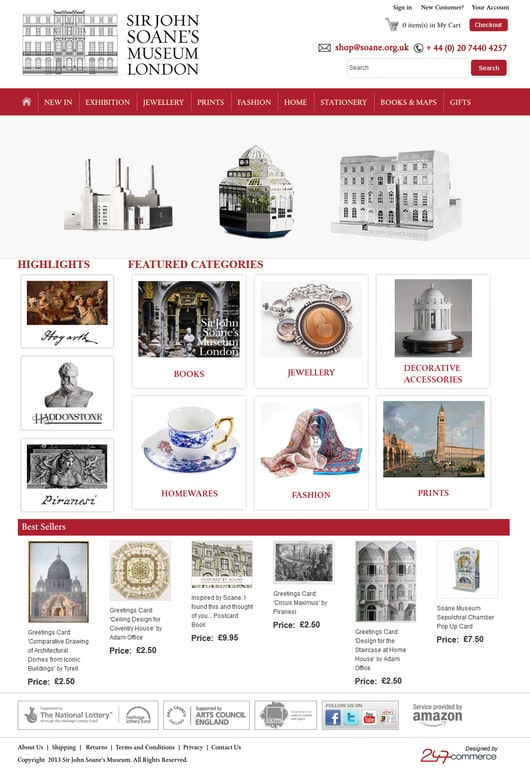 Sign in New Customer? Your Account
SIR JOHN
SOANE'S
MUSEUM
LONDON
0 item(s) in My Cart Checkout
shop@soane.org.uk + 44 (0) 20 7440 4257
Search Search
NEW IN EXHIBITION JEWELLERY PRINTS FASHION HOME STATIONERY BOOKS & MAPS GIFTS
HIGHLIGHTS
Hogarth
HADDONSTONE
Piranesi
FEATURED CATEGORIES
Sir John
Soane's
Museum
London
BOOKS
JEWELLERY
DECORATIVE
ACCESSORIES
HOMEWARES
FASHION
PRINTS
Best Sellers
Greetings Card:
'Comparative Drawing
of Architectural
Domes from Iconic
Buildings' by Tyrell
Price: £2.50
Greetings Card:
'Ceiling Design for
Coventry House' by
Adam Office
Price: £2.50
INSPIRED BY SOANE
Inspired by Soane: I
found this and thought
of you... Postcard
Book
Price: £9.95
Greetings Card:
'Circus Maximus' by
Piranesi
Price: £2.50
Greetings Card:
'Design for the
Staircase at Home
House' by Adam
Office
Price: £2.50
Soane Museum
Sepulchral Chamber
Pop Up Card
Price: £7.50
Supported by
The National Lottery
through the Heritage Lottery Fund
heritage
lottery fund
Supported by
ARTS COUNCIL
ENGLAND
FOLLOW US ON
You Tube
Service provided by
amazon
About Us | Shipping | Returns | Terms and Conditions | Privacy | Contact Us
Copyright 2013 Sir John Soane's Museum. All Rights Reserved.
Designed by
247commerce